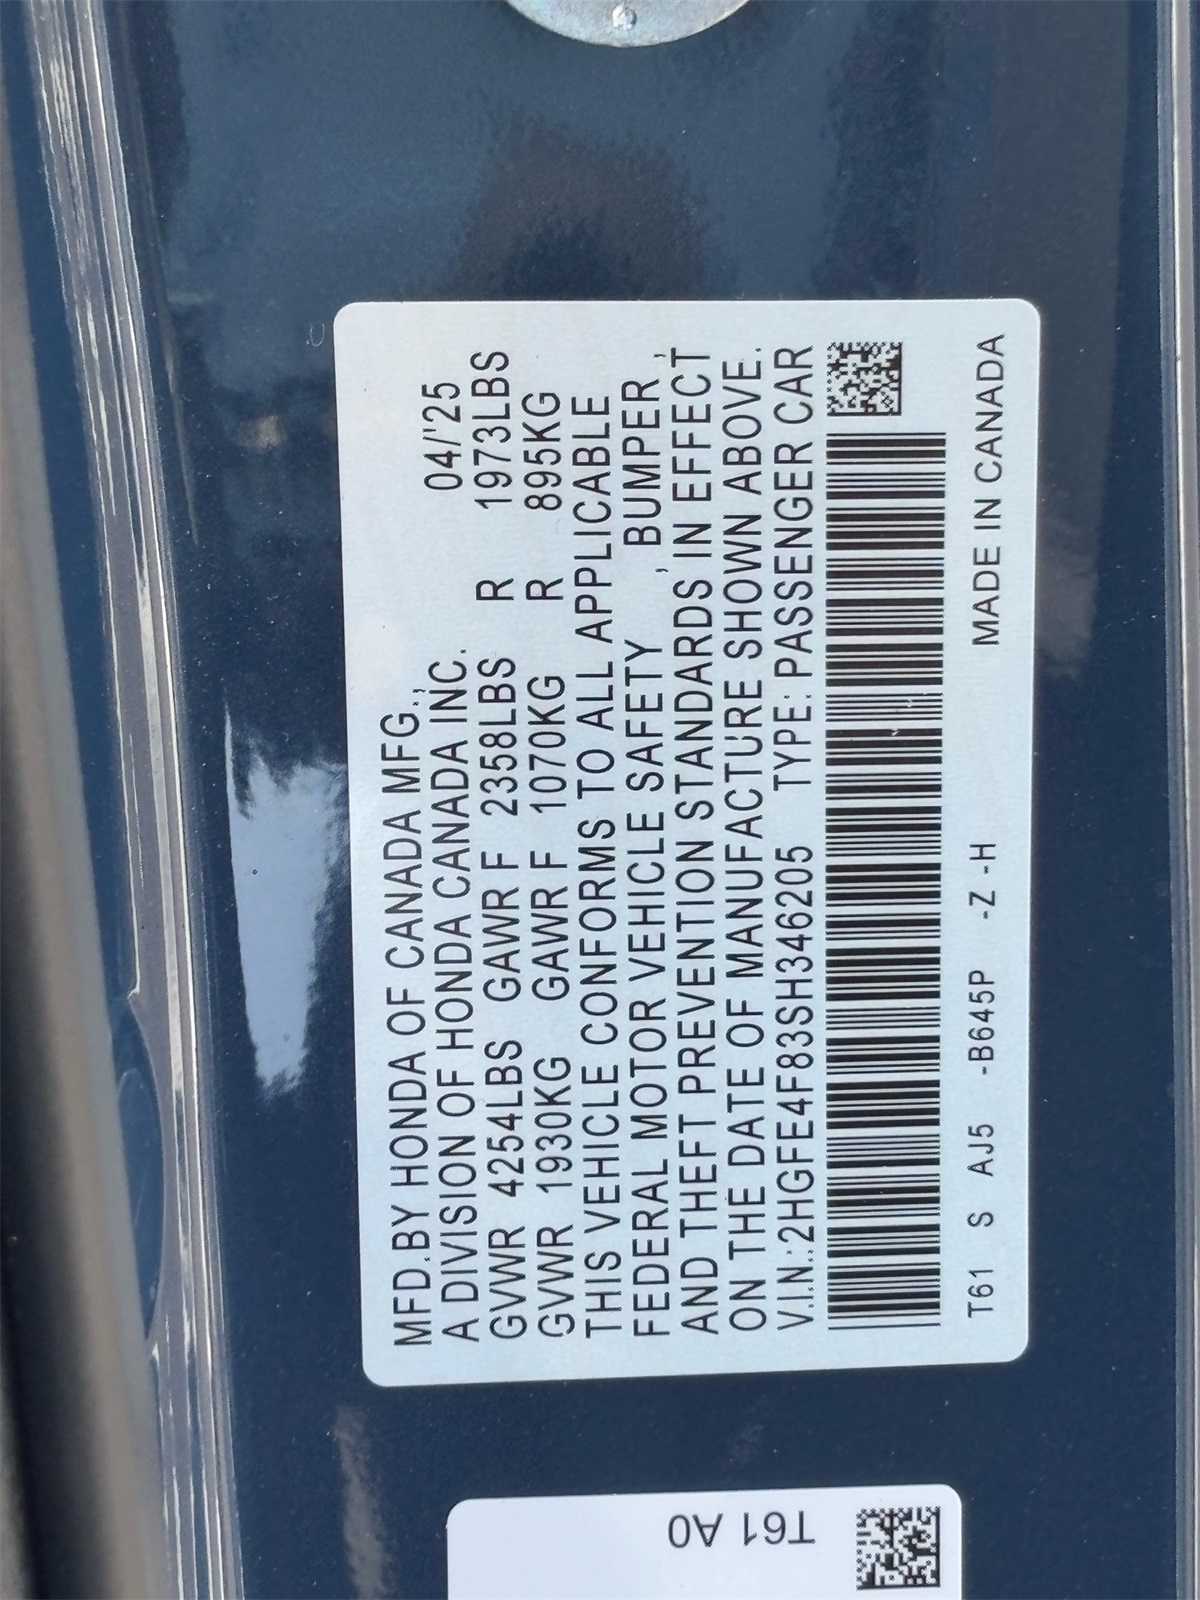 MFD.BY HONDA OF CANADA MFG.,
A DIVISION OF HONDA CANADA INC. 04/'25
GVWR 4254LBS GAWR F 2358LBS R 1973LBS
GVWR 1930KG GAWR F 1070KG R 895KG
THIS VEHICLE CONFORMS TO ALL APPLICABLE
FEDERAL MOTOR VEHICLE SAFETY , BUMPER ,
AND THEFT PREVENTION STANDARDS IN EFFECT
ON THE DATE OF MANUFACTURE SHOWN ABOVE.
V.I.N.:2HGFE4F83SH346205 TYPE: PASSENGER CAR
T61 S AJ5 -B645P -Z -H MADE IN CANADA
T61 A0